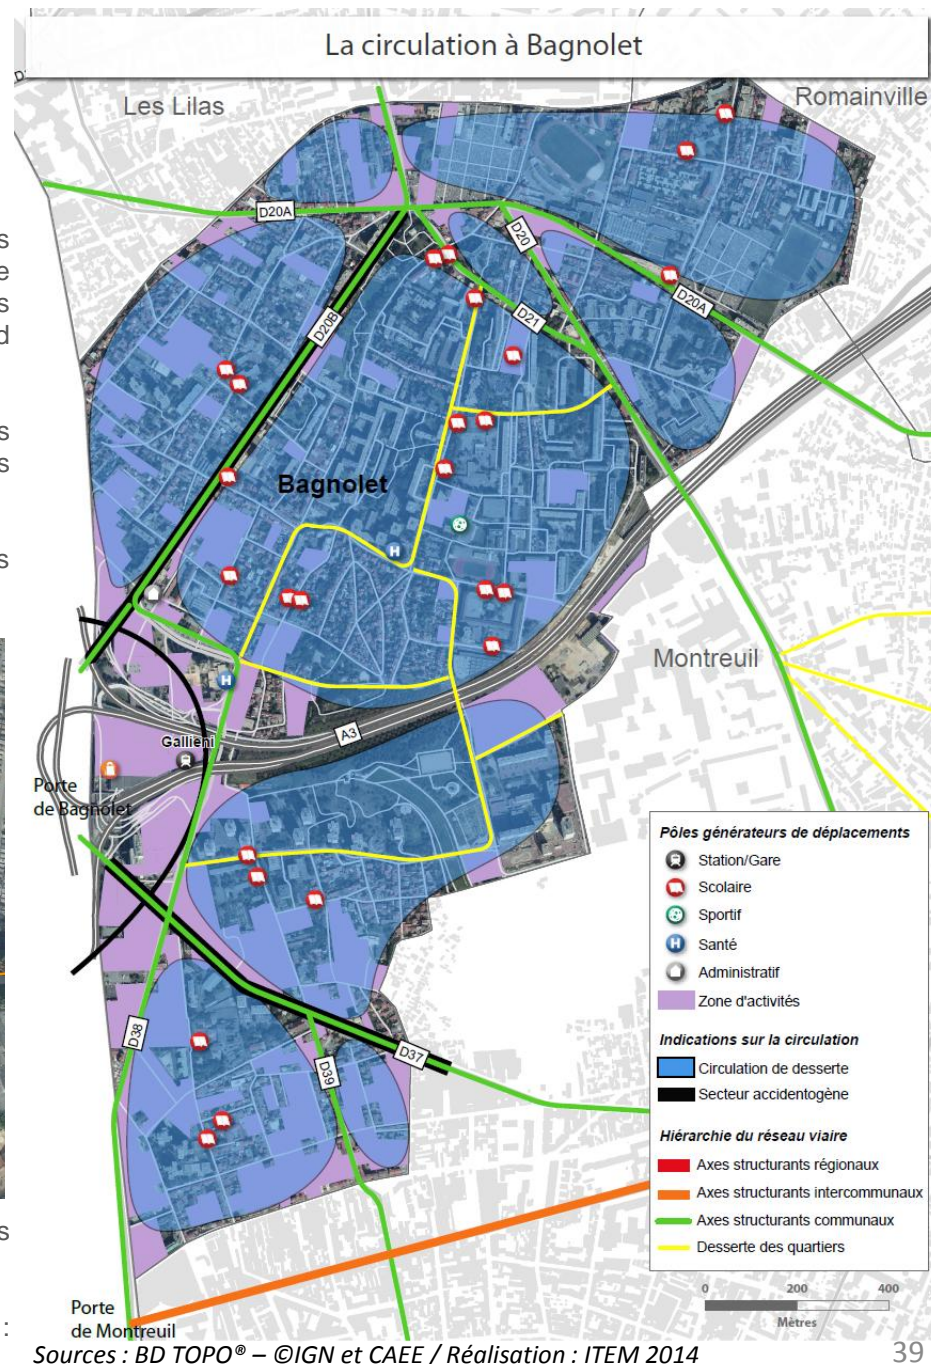 La circulation à Bagnolet
Les Lilas
Romainville
D20A
D20
D20A
D20B
D21
Bagnolet
H
Montreuil
H
A3
Gallieni
Porte
de Bagnolet
D38
D37
D39
Porte
de Montreuil
Pôles générateurs de déplacements
Station/Gare
Scolaire
Sportif
H
Santé
Administratif
Zone d'activités
Indications sur la circulation
Circulation de desserte
Secteur accidentogène
Hiérarchie du réseau viaire
Axes structurants régionaux
Axes structurants intercommunaux
Axes structurants communaux
Desserte des quartiers
0 200 400
Mètres
s
e
s
d
s
s
s
s
:
Sources : BD TOPO® – ©IGN et CAEE / Réalisation : ITEM 2014
39